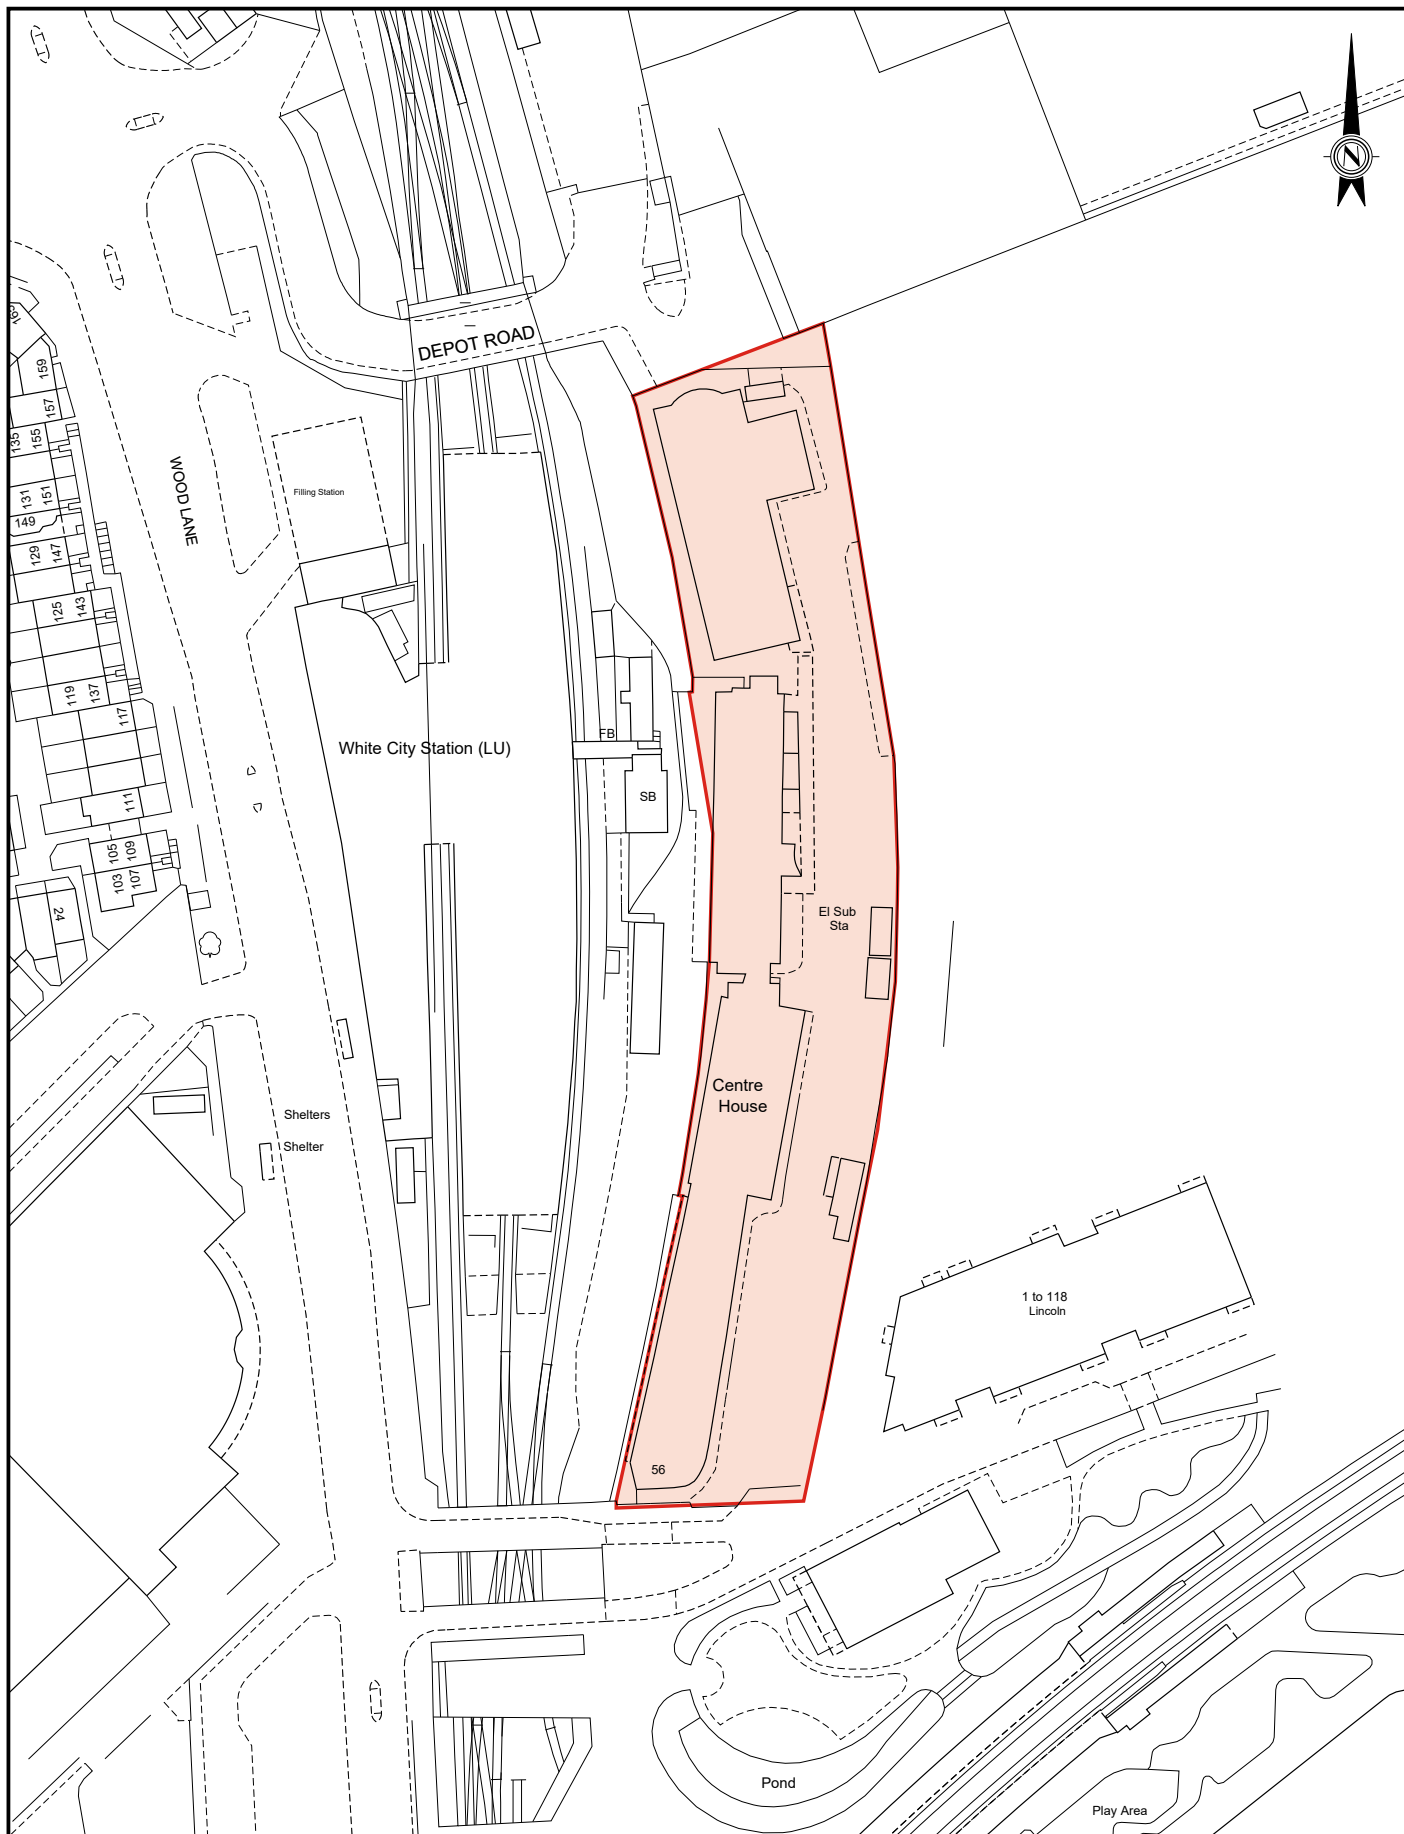 N
DEPOT ROAD
159
157
155
135
151
131
149
147
129
143
125
137
119
117
111
109
105
107
103
24
WOOD LANE
Filling Station
White City Station (LU)
FB
SB
El Sub
Sta
Centre
House
Shelters
Shelter
1 to 118
Lincoln
56
Pond
Play Area